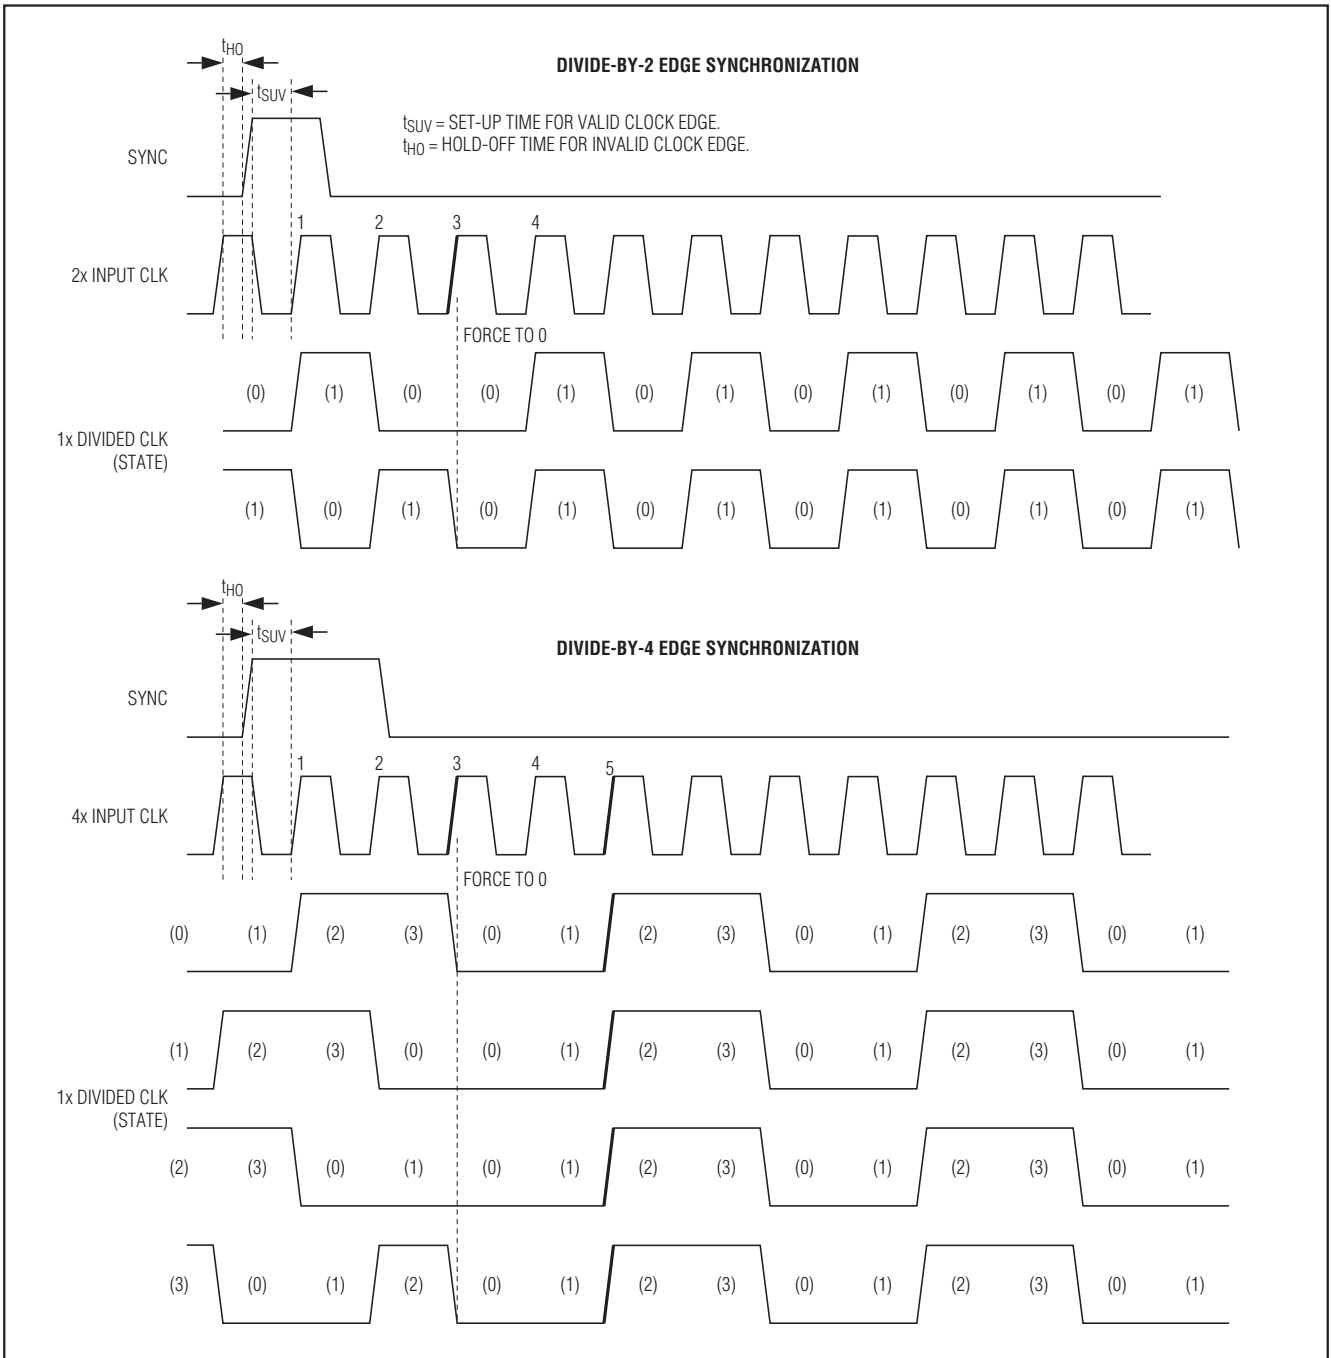 tHO
DIVIDE-BY-2 EDGE SYNCHRONIZATION
tSUV
tSUV = SET-UP TIME FOR VALID CLOCK EDGE.
tHO = HOLD-OFF TIME FOR INVALID CLOCK EDGE.
SYNC
1 2 3 4
2x INPUT CLK
FORCE TO 0
(0) (1) (0) (0) (1) (0) (1) (0) (1) (0) (1) (0) (1)
1x DIVIDED CLK
(STATE)
(1) (0) (1) (0) (1) (0) (1) (0) (1) (0) (1) (0) (1)
tHO
tSUV
DIVIDE-BY-4 EDGE SYNCHRONIZATION
SYNC
1 2 3 4 5
4x INPUT CLK
FORCE TO 0
(0) (1) (2) (3) (0) (1) (2) (3) (0) (1) (2) (3) (0) (1)
(1) (2) (3) (0) (0) (1) (2) (3) (0) (1) (2) (3) (0) (1)
1x DIVIDED CLK
(STATE)
(2) (3) (0) (1) (0) (1) (2) (3) (0) (1) (2) (3) (0) (1)
(3) (0) (1) (2) (0) (1) (2) (3) (0) (1) (2) (3) (0) (1)